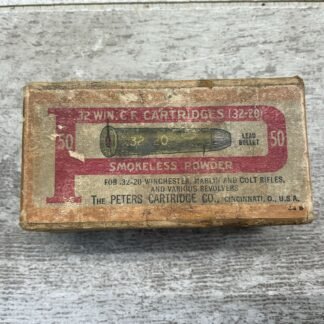 .32 WIN. C.F. CARTRIDGES (32-20)
50
32 20
LEAD
BULLET
50
SMOKELESS POWDER
FOR .32-20 WINCHESTER, MARLIN AND COLT RIFLES,
AND VARIOUS REVOLVERS
THE PETERS CARTRIDGE CO., CINCINNATI, O., U.S.A.